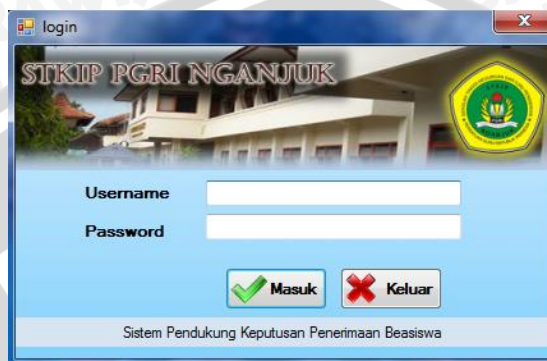 login
STKIP PGRI NGANJUK
Username
Password
Masuk
Keluar
Sistem Pendukung Keputusan Penerimaan Beasiswa